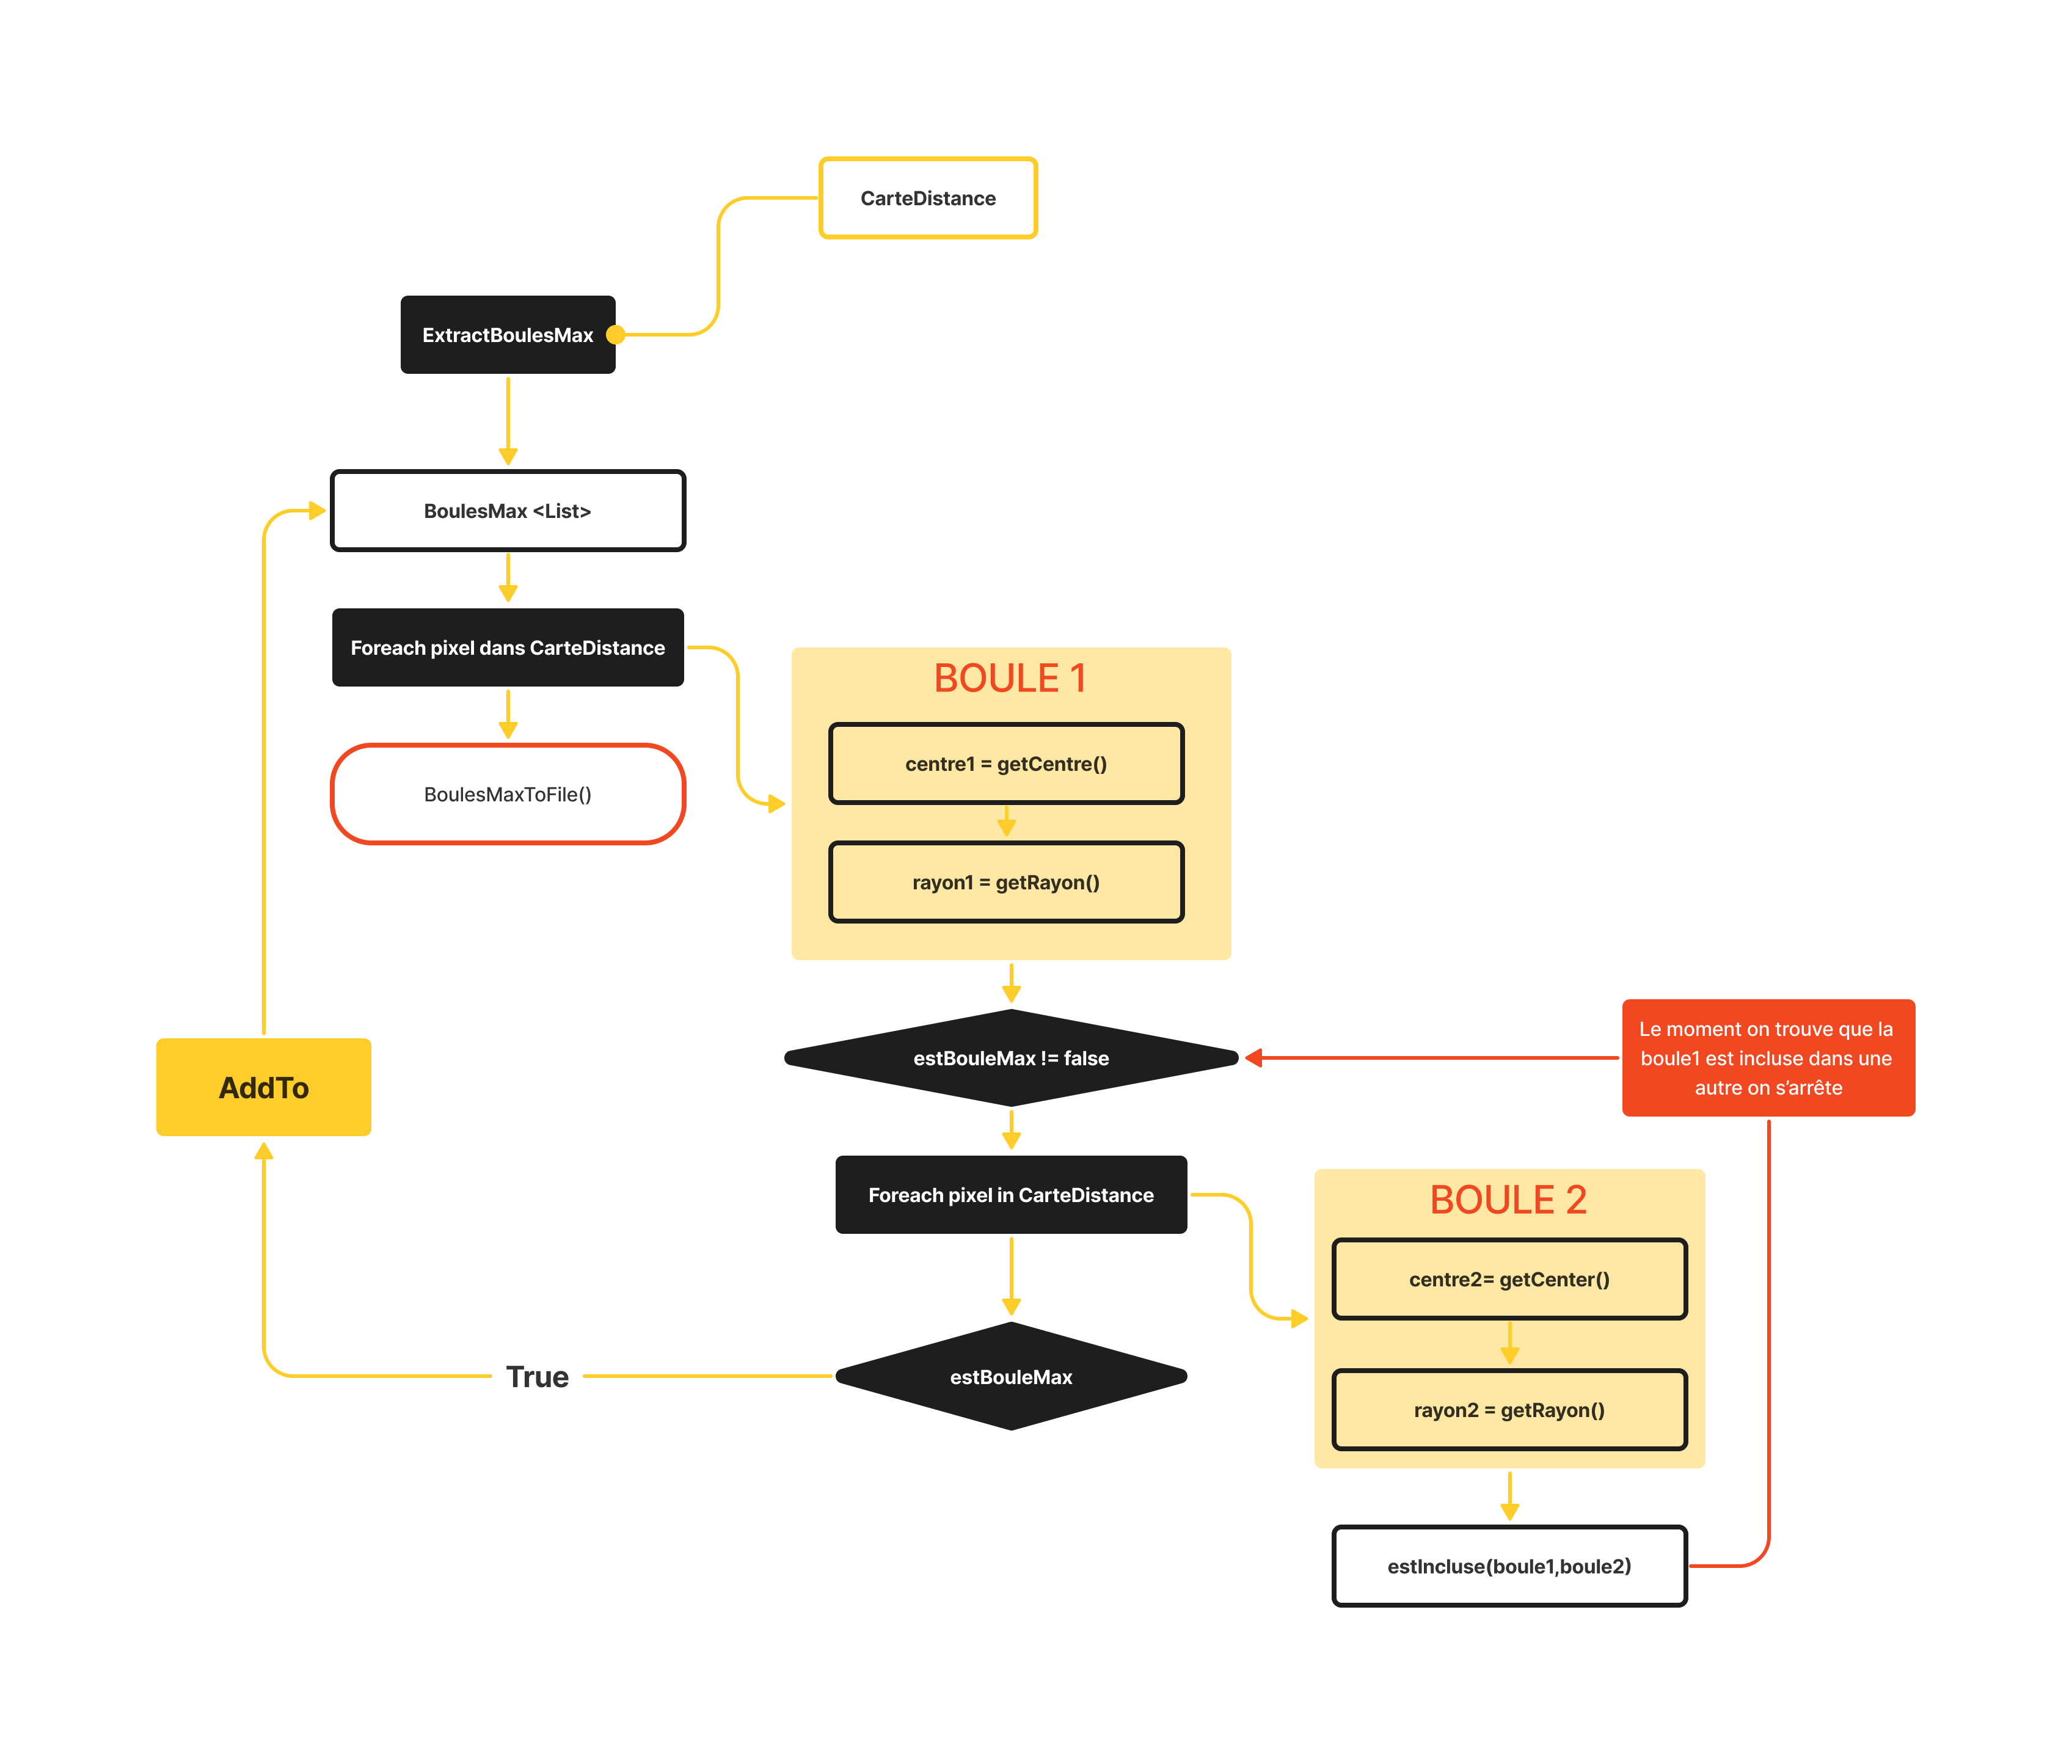 CarteDistance
ExtractBoulesMax
BoulesMax <List>
Foreach pixel dans CarteDistance
BoulesMaxToFile()
BOULE 1
centre1 = getCentre()
rayon1 = getRayon()
estBouleMax != false
Le moment on trouve que la
boule1 est incluse dans une
autre on s’arrête
AddTo
Foreach pixel in CarteDistance
BOULE 2
centre2= getCenter()
rayon2 = getRayon()
estBouleMax
True
estIncluse(boule1,boule2)